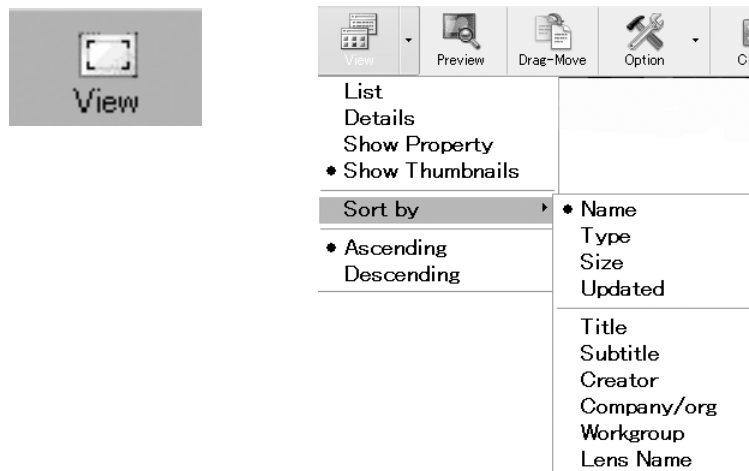 View
View
Preview
Drag-Move
Option
List
Details
Show Property
Show Thumbnails
Sort by
Ascending
Descending
Name
Type
Size
Updated
Title
Subtitle
Creator
Company/org
Workgroup
Lens Name